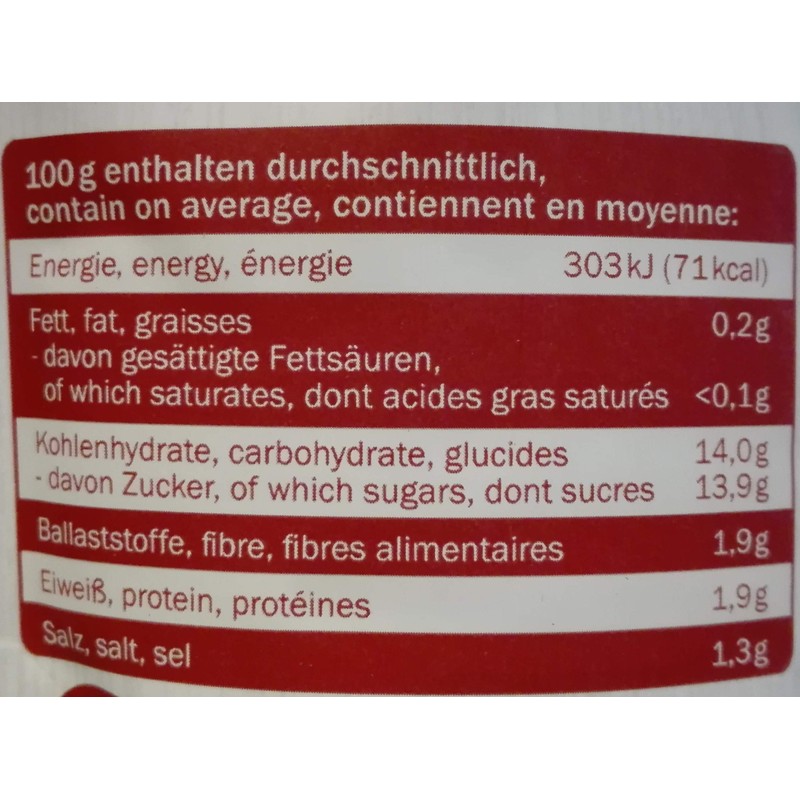 100g enthalten durchschnittlich,
contain on average, contiennent en moyenne:
Energie, energy, énergie 303kJ (71kcal)
Fett, fat, graisses 0,2g
- davon gesättigte Fettsäuren,
of which saturates, dont acides gras saturés <0,1g
Kohlenhydrate, carbohydrate, glucides 14,0g
- davon Zucker, of which sugars, dont sucres 13,9g
Ballaststoffe, fibre, fibres alimentaires 1,9g
Eiweiß, protein, protéines 1,9g
Salz, salt, sel 1,3g